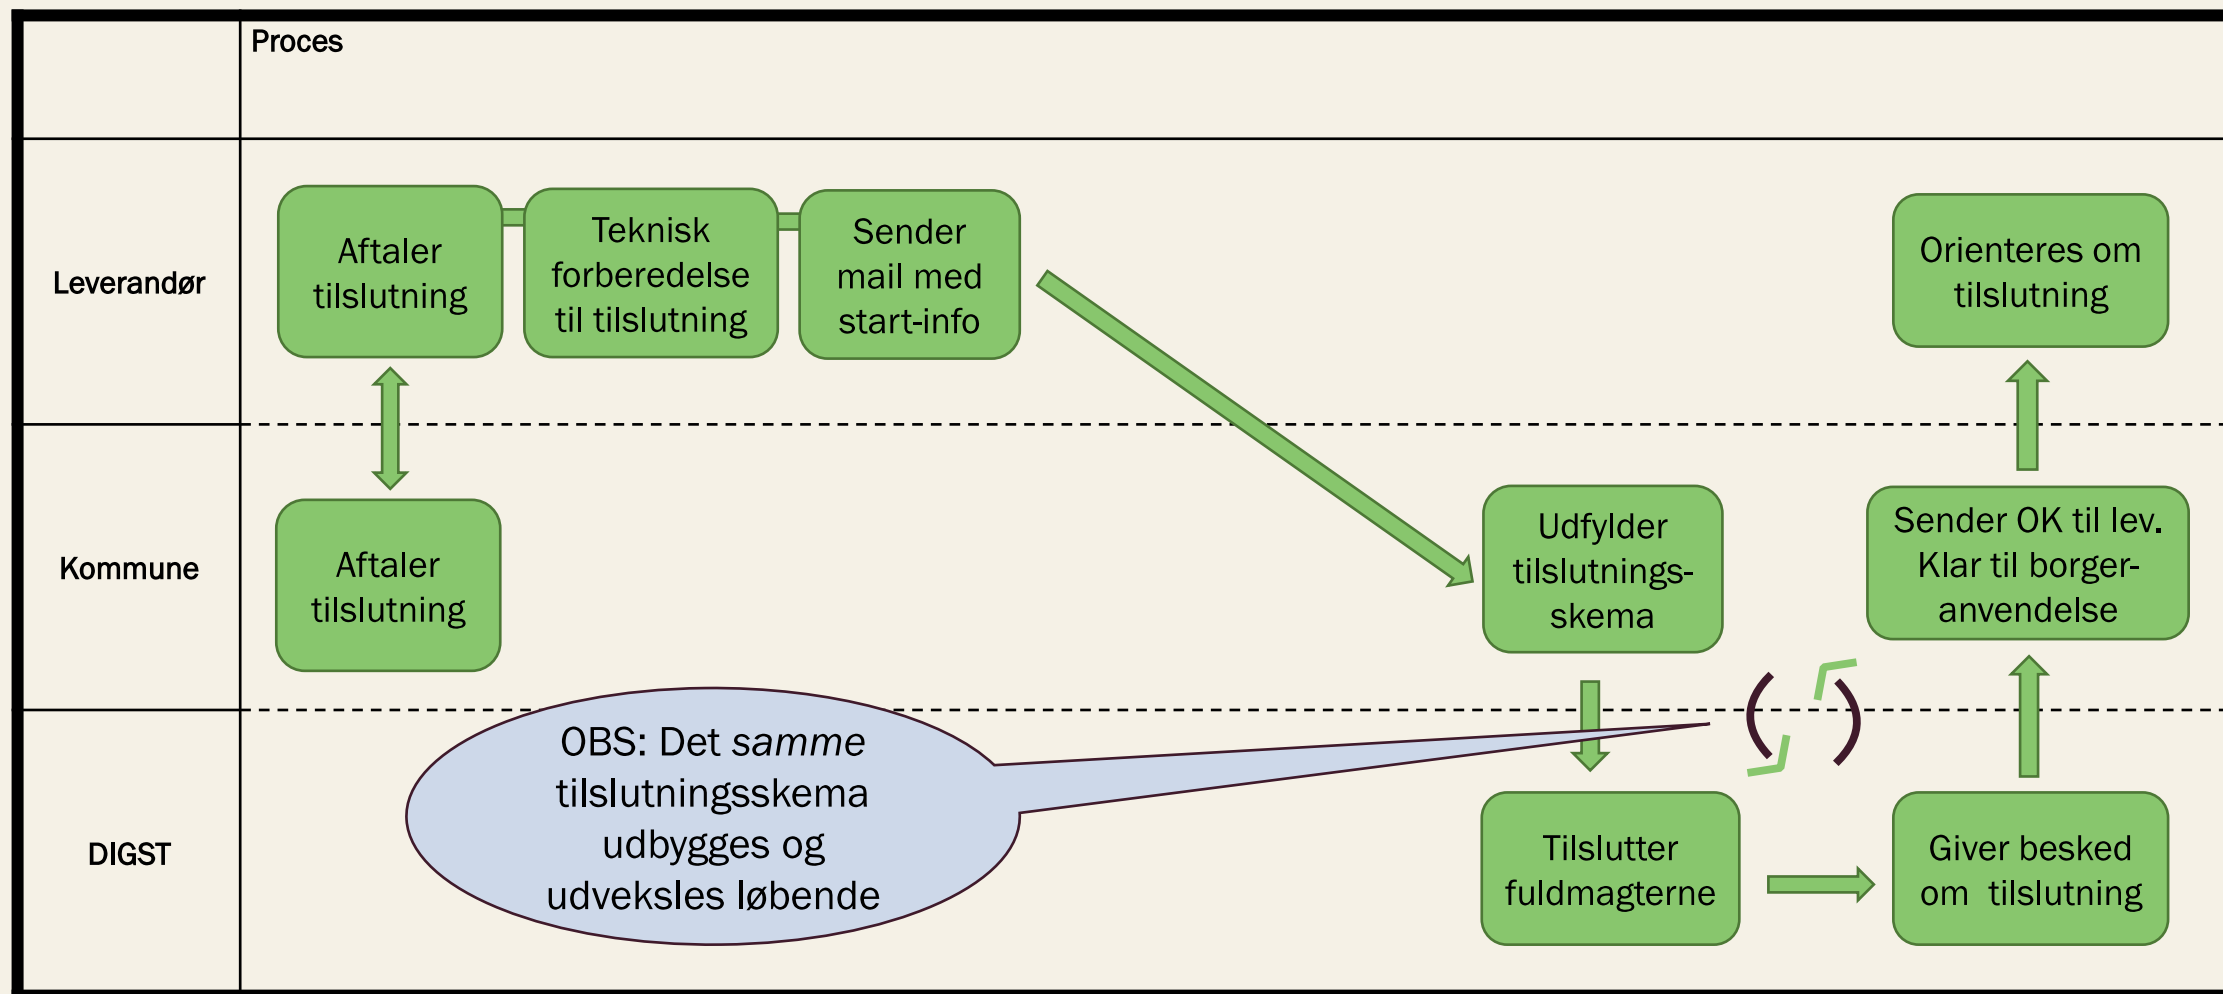 Proces
Leverandør
Aftaler
tilslutning
Teknisk
forberedelse
til tilslutning
Sender
mail med
start-info
Orienteres om
tilslutning
Kommune
Aftaler
tilslutning
Udfylder
tilslutnings-
skema
Sender OK til lev.
Klar til borger-
anvendelse
DIGST
OBS: Det samme
tilslutningsskema
udbygges og
udveksles løbende
Tilslutter
fuldmagterne
Giver besked
om tilslutning